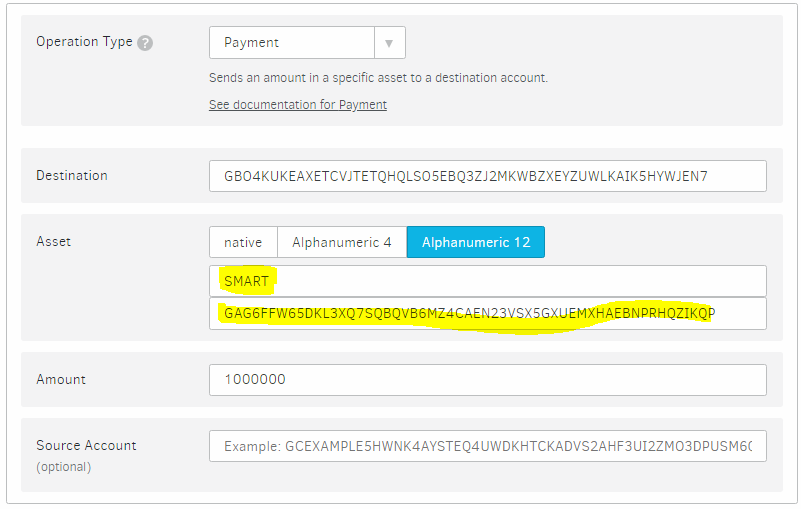 Operation Type ?
Payment
Sends an amount in a specific asset to a destination account.
See documentation for Payment
Destination
GBO4KUKEAXETCVJTETQHQLSO5EBQ3ZJ2MKWBZXEYZUWLKAIK5HYWJEN7
Asset
native Alphanumeric 4 Alphanumeric 12
SMART
GAG6FFW65DKL3XQ7SQBQVB6MZ4CAEN23VSX5GXUEMXHAEBNPRHQZIKQP
Amount
1000000
Source Account
(optional)
Example: GCEXAMPLE5HWNK4AYSTEQ4UWDKHTCKADVS2AHF3UI2ZMO3DPUSM6